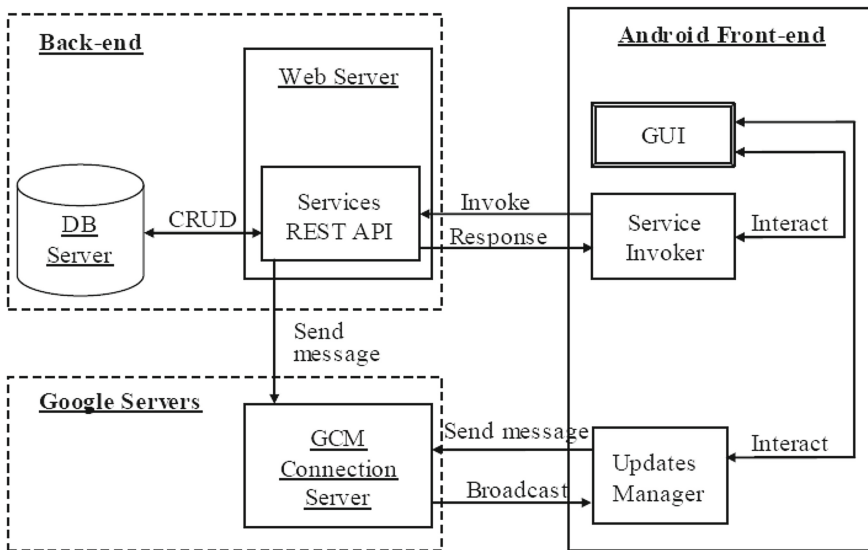 Back-end
Web Server
DB
Server
CRUD
Services
REST API
Invoke
Response
Android Front-end
GUI
Service
Invoker
Interact
Send
message
Google Servers
GCM
Connection
Server
Send message
Broadcast
Updates
Manager
Interact